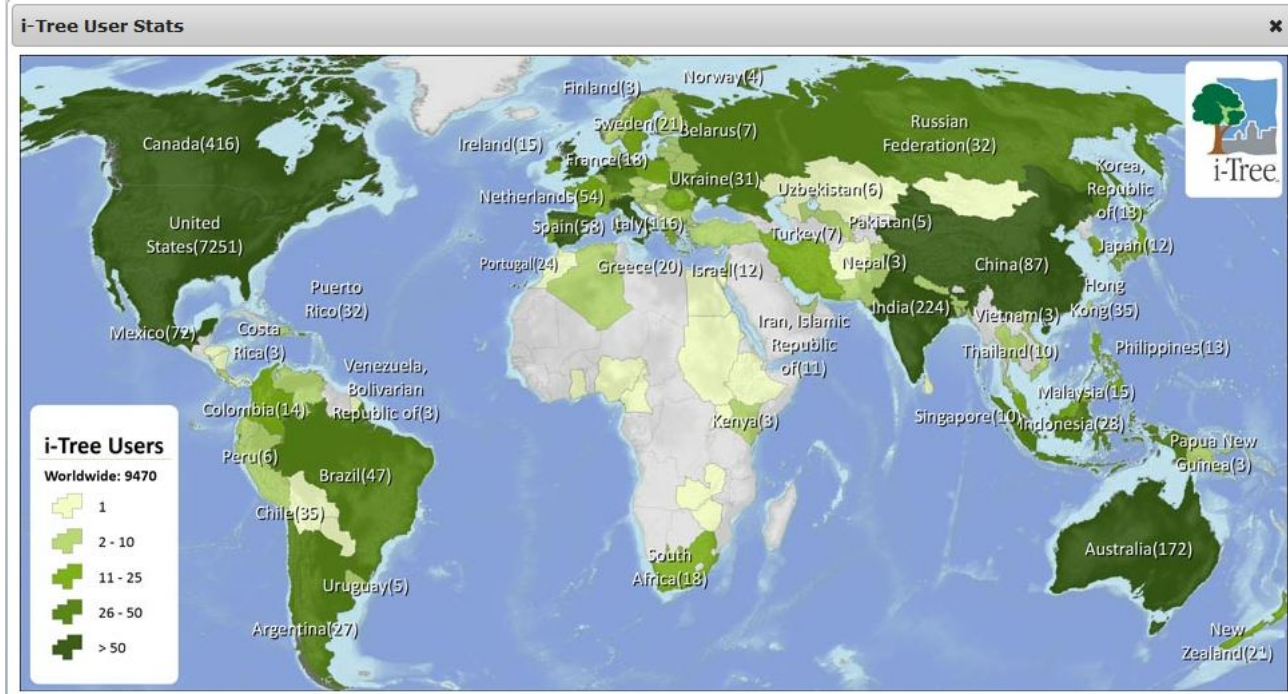 i-Tree User Stats
Norway(4)
Finland(3)
Sweden(21)
Belarus(7)
Russian
Federation(32)
Canada(416)
Ireland(15)
France(18)
Ukraine(31)
Korea,
Republic
of(13)
i-Tree
Netherlands(54)
Uzbekistan(6)
United
States(7251)
Spain(58)
Italy(116)
Turkey(7)
Pakistan(5)
Japan(12)
Portugal(24)
Greece(20)
Israel(12)
Nepal(3)
China(87)
Puerto
Rico(32)
Hong
Kong(35)
Mexico(72)
Costa
Rica(3)
India(224)
Vietnam(3)
Iran, Islamic
Republic
of(11)
Thailand(10)
Philippines(13)
Venezuela,
Bolivarian
Republic of(3)
Colombia(14)
Malaysia(15)
Singapore(10)
Indonesia(28)
Kenya(3)
Papua New
Guinea(3)
Peru(6)
Brazil(47)
Chile(35)
Australia(172)
South
Africa(18)
Uruguay(5)
Argentina(27)
New
Zealand(21)
i-Tree Users
Worldwide: 9470
1
2 - 10
11 - 25
26 - 50
> 50